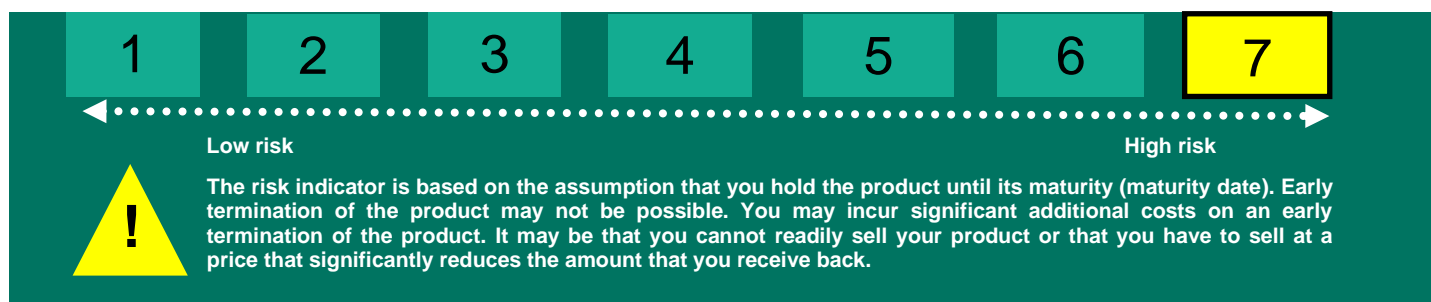 1 2 3 4 5 6 7
Low risk High risk
The risk indicator is based on the assumption that you hold the product until its maturity (maturity date). Early
termination of the product may not be possible. You may incur significant additional costs on an early
termination of the product. It may be that you cannot readily sell your product or that you have to sell at a
price that significantly reduces the amount that you receive back.
!